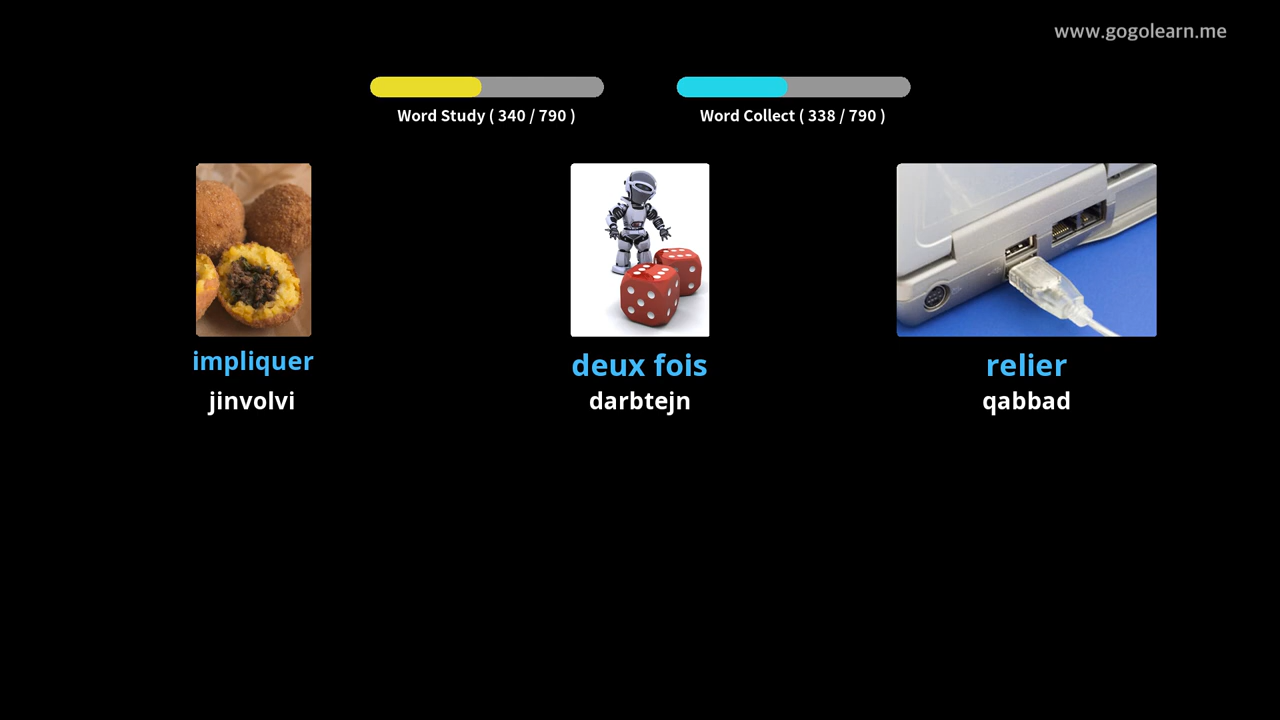 www.gogolearn.me
Word Study ( 340 / 790 )
Word Collect ( 338 / 790 )
impliquer
jinvolvi
deux fois
darbtejn
relier
qabbad